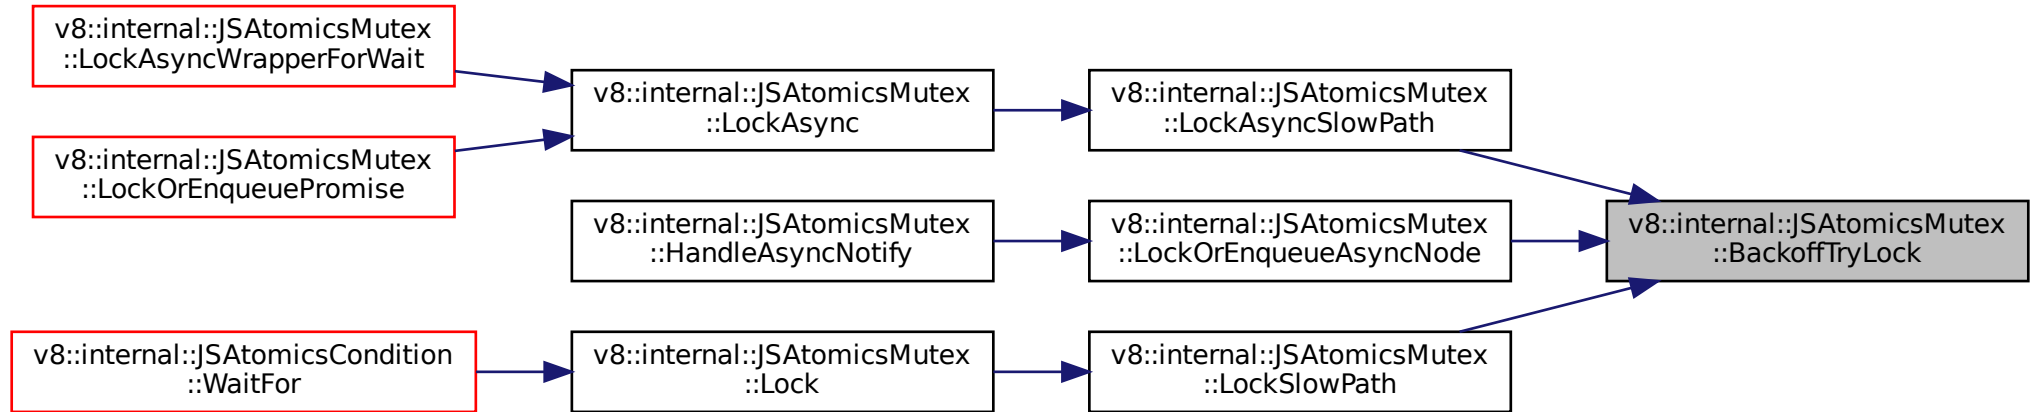 v8::internal::JSAtomicsMutex
::LockAsyncWrapperForWait
v8::internal::JSAtomicsMutex
::LockOrEnqueuePromise
v8::internal::JSAtomicsCondition
::WaitFor
v8::internal::JSAtomicsMutex
::LockAsync
v8::internal::JSAtomicsMutex
::HandleAsyncNotify
v8::internal::JSAtomicsMutex
::Lock
v8::internal::JSAtomicsMutex
::LockAsyncSlowPath
v8::internal::JSAtomicsMutex
::LockOrEnqueueAsyncNode
v8::internal::JSAtomicsMutex
::LockSlowPath
v8::internal::JSAtomicsMutex
::BackoffTryLock